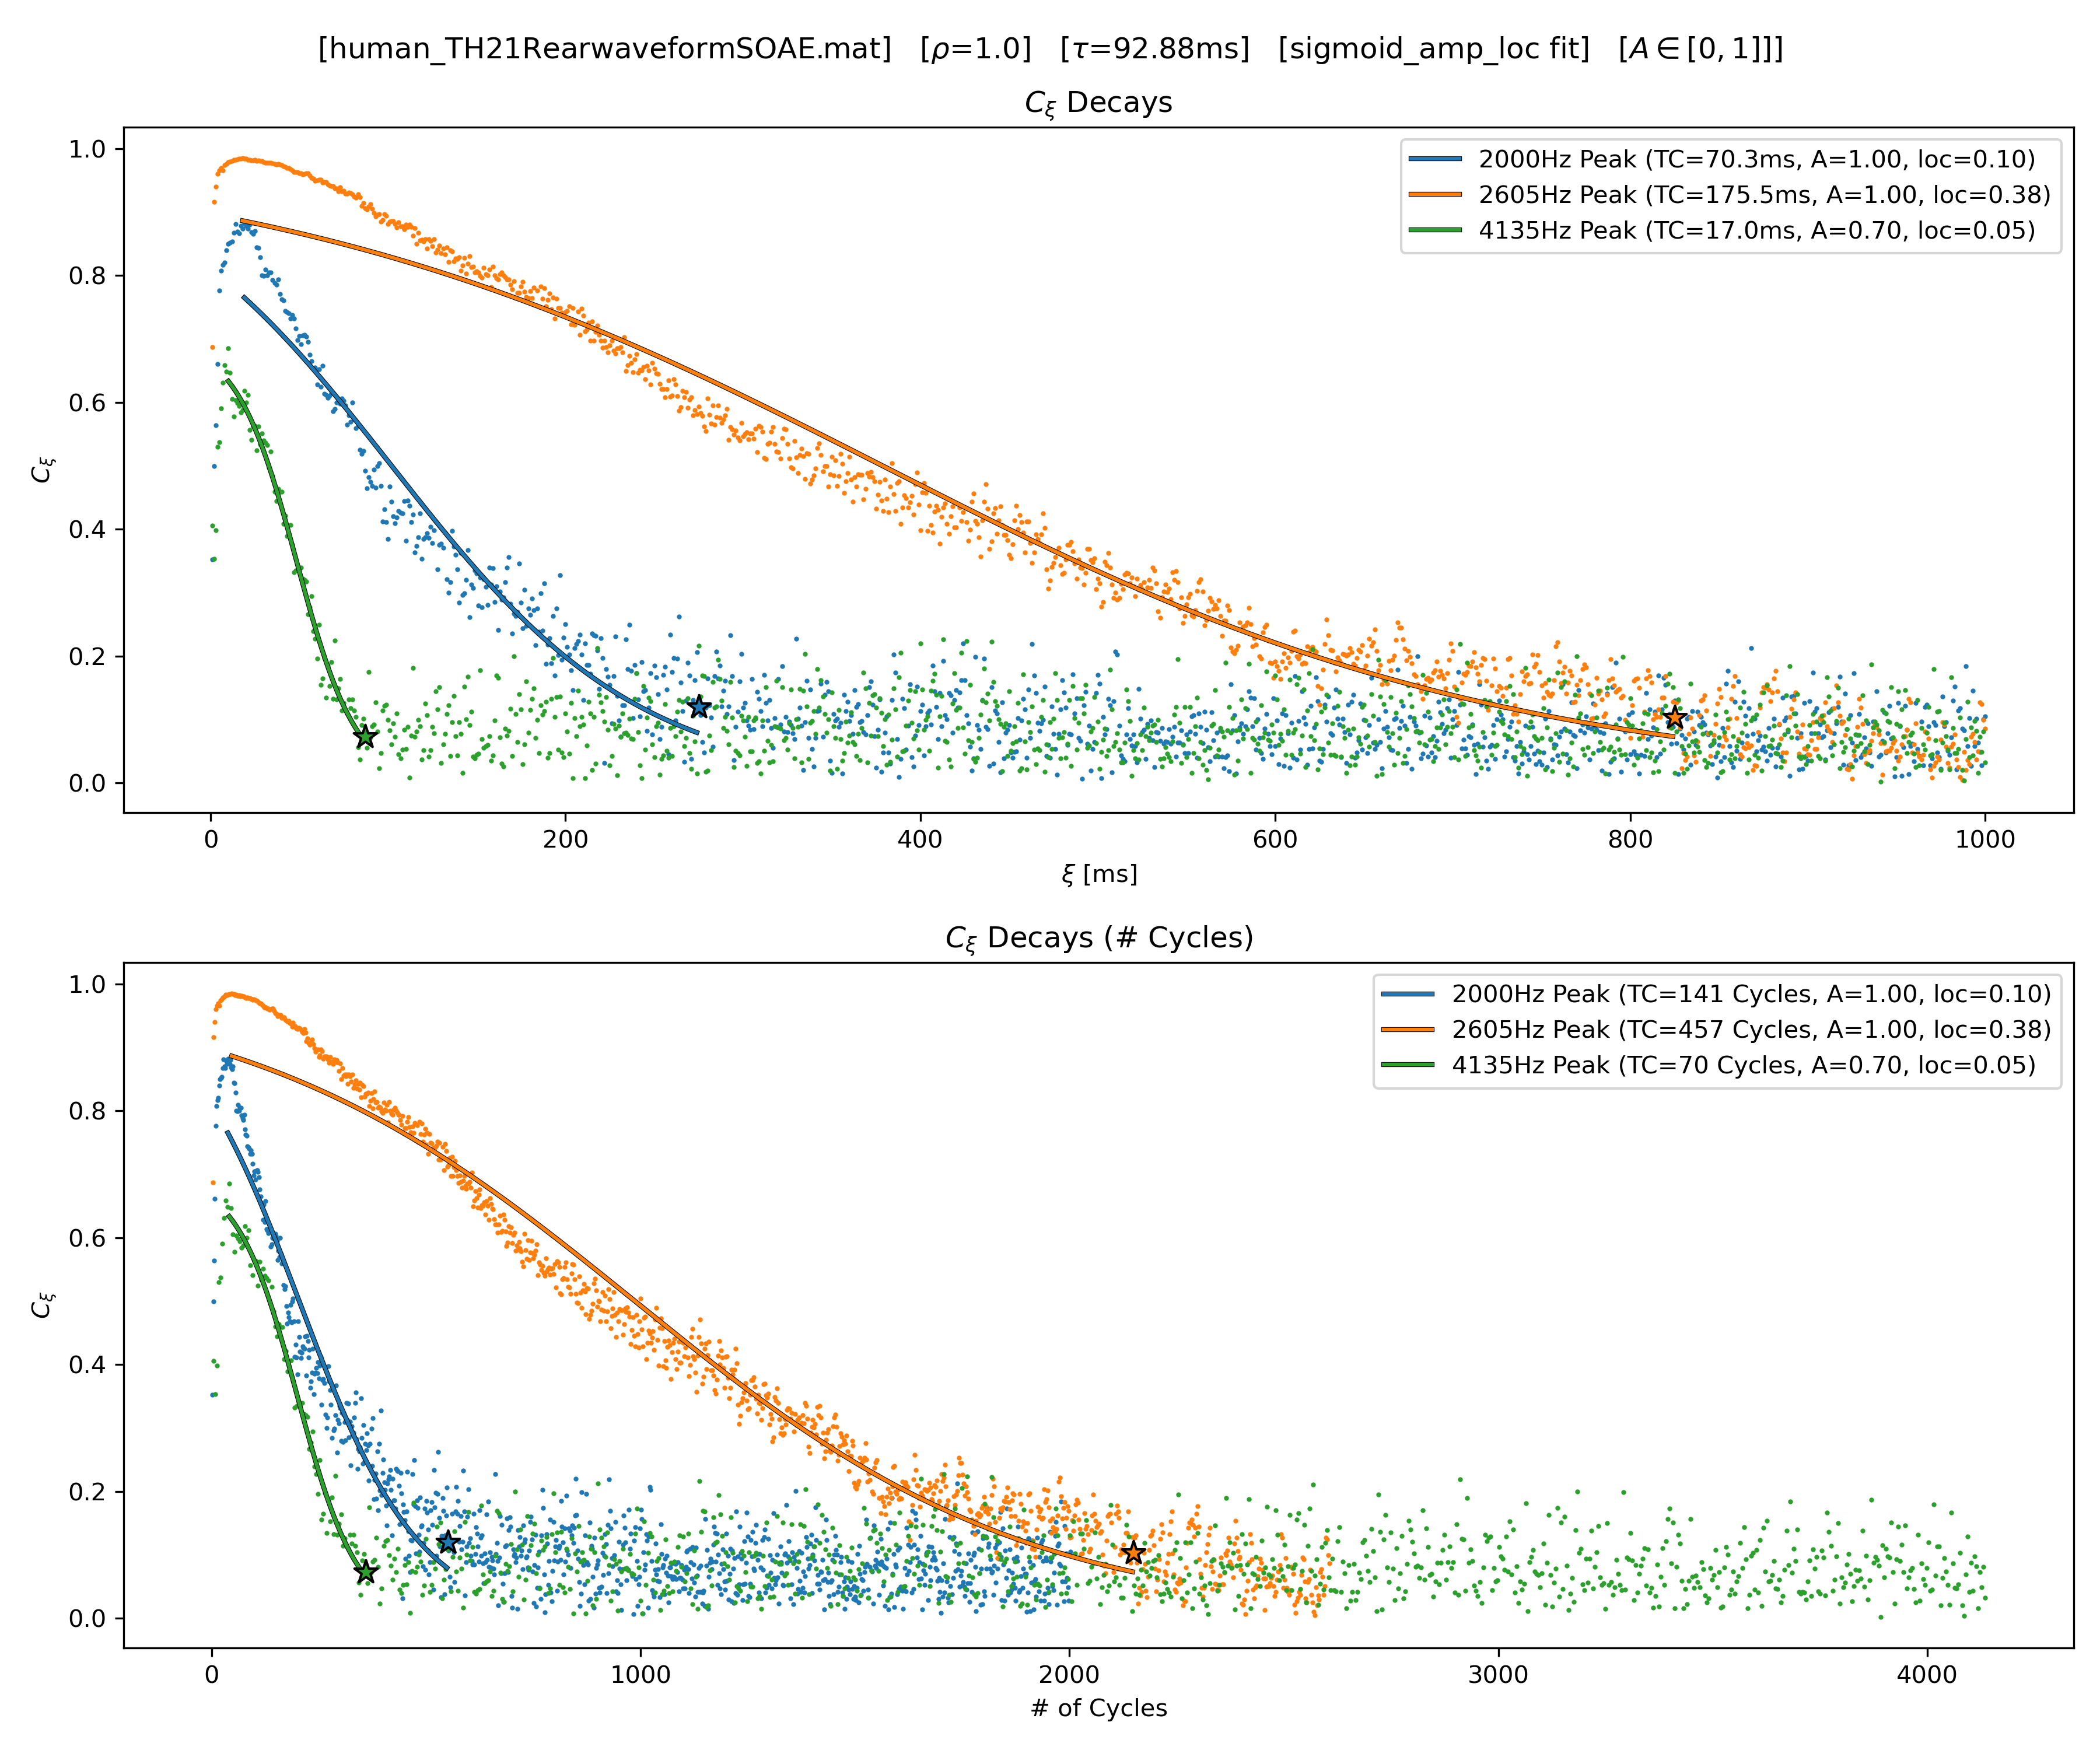 [human_TH21RearwaveformSOAE.mat] [ρ=1.0] [τ=92.88ms] [sigmoid_amp_loc fit] [A ∈ [0, 1]]]
C_ξ Decays
1.0
0.8
0.6
0.4
0.2
0.0
C_ξ
2000Hz Peak (TC=70.3ms, A=1.00, loc=0.10)
2605Hz Peak (TC=175.5ms, A=1.00, loc=0.38)
4135Hz Peak (TC=17.0ms, A=0.70, loc=0.05)
0 200 400 600 800 1000
ξ [ms]
C_ξ Decays (# Cycles)
1.0
0.8
0.6
0.4
0.2
0.0
C_ξ
2000Hz Peak (TC=141 Cycles, A=1.00, loc=0.10)
2605Hz Peak (TC=457 Cycles, A=1.00, loc=0.38)
4135Hz Peak (TC=70 Cycles, A=0.70, loc=0.05)
0 1000 2000 3000 4000
# of Cycles